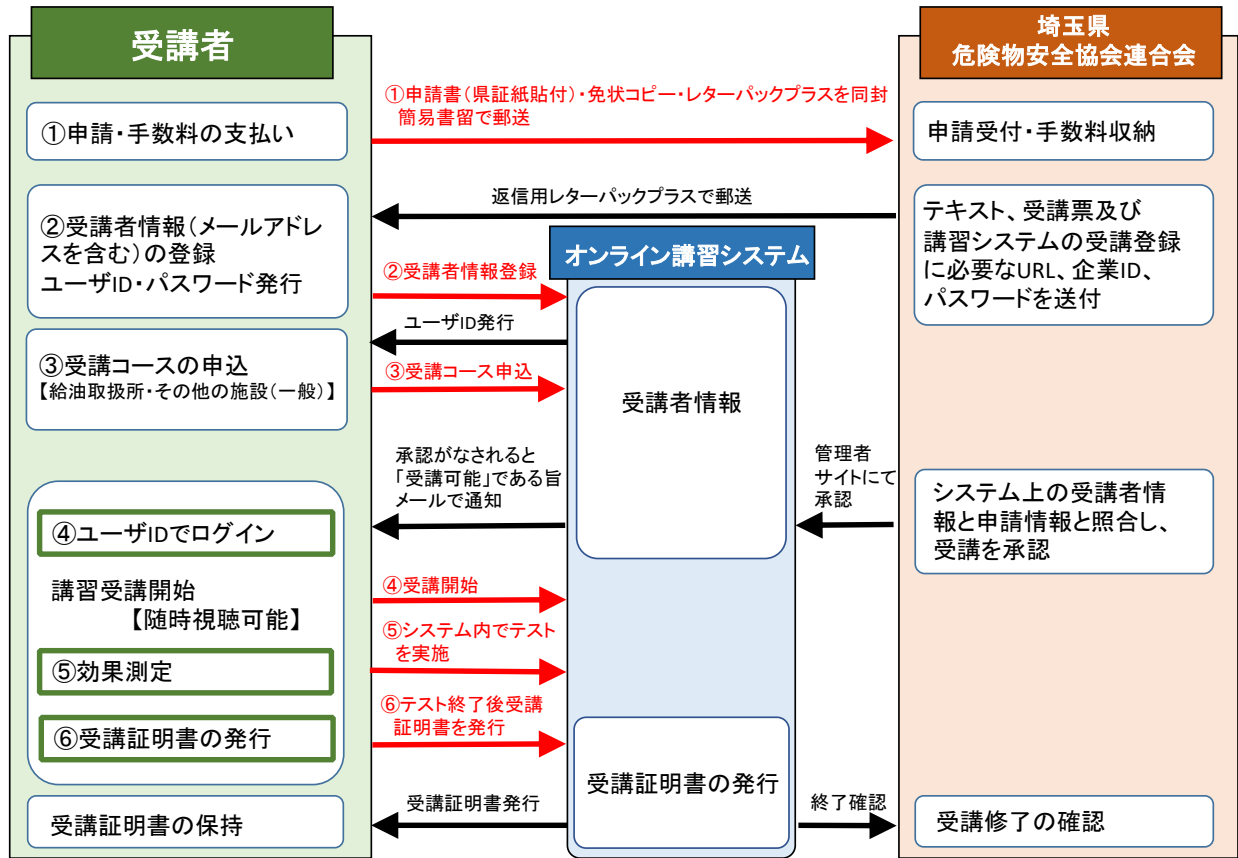 受講者
埼玉県
危険物安全協会連合会
①申請・手数料の支払い
①申請書(県証紙貼付)・免状コピー・レターパックプラスを同封
簡易書留で郵送
申請受付・手数料収納
返信用レターパックプラスで郵送
②受講者情報(メールアドレ
スを含む)の登録
ユーザID・パスワード発行
テキスト、受講票及び
講習システムの受講登録
に必要なURL、企業ID、
パスワードを送付
オンライン講習システム
②受講者情報登録
ユーザID発行
③受講コースの申込
【給油取扱所・その他の施設(一般)】
③受講コース申込
受講者情報
承認がなされると
「受講可能」である旨
メールで通知
管理者
サイトにて
承認
システム上の受講者情
報と申請情報と照合し、
受講を承認
④ユーザIDでログイン
講習受講開始
【随時視聴可能】
④受講開始
⑤システム内でテスト
を実施
⑤効果測定
⑥テスト終了後受講
証明書を発行
⑥受講証明書の発行
受講証明書の発行
受講証明書の保持
受講証明書発行
終了確認
受講修了の確認